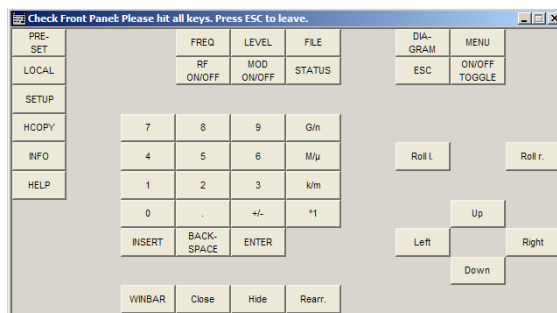 Check Front Panel: Please hit all keys. Press ESC to leave.
PRE-
SET
FREQ LEVEL FILE
DIA-
GRAM
MENU
LOCAL
RF
ON/OFF
MOD
ON/OFF
STATUS
ESC
ON/OFF
TOGGLE
SETUP
HCOPY 7 8 9 G/n
INFO 4 5 6 M/µ Roll l. Roll r.
HELP 1 2 3 k/m
0 . +/- *1 Up
INSERT
BACK-
SPACE
ENTER Left Right
Down
WINBAR Close Hide Rearr.